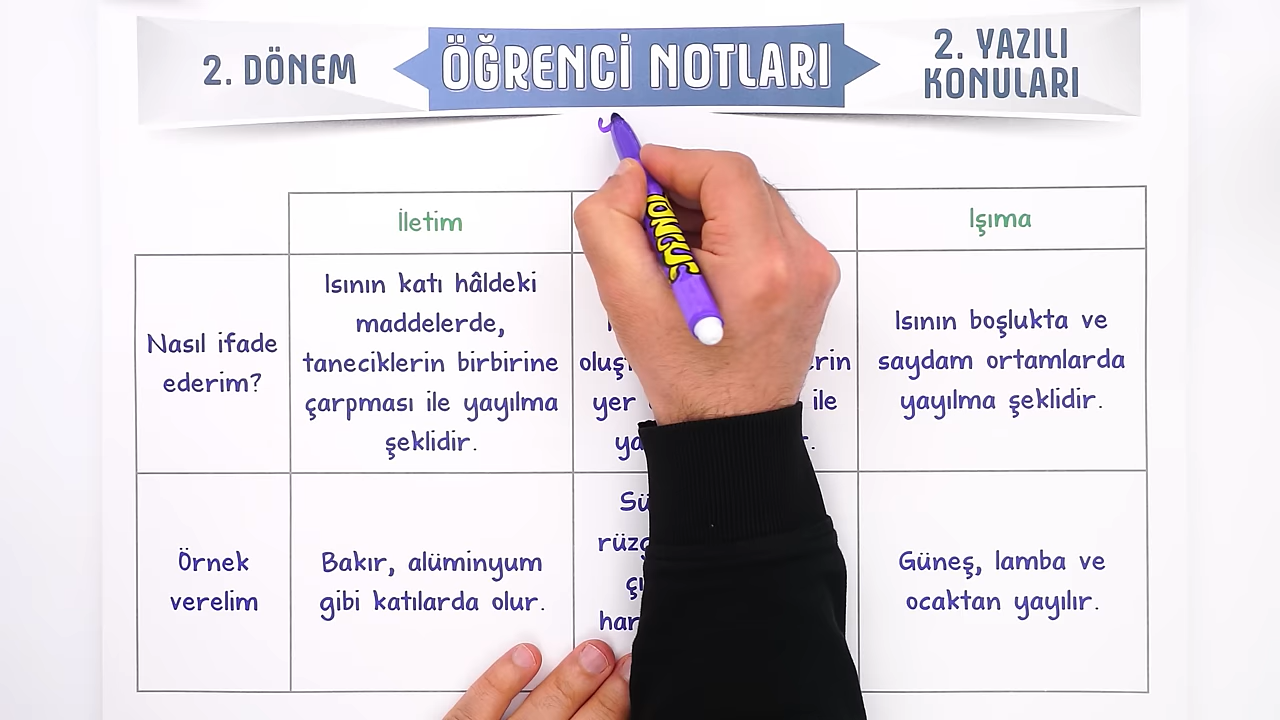 2. DÖNEM
ÖĞRENCİ NOTLARI
2. YAZILI
KONULARI
İletim
Işıma
Nasıl ifade
ederim?
Isının katı hâldeki
maddelerde,
taneciklerin birbirine
çarpması ile yayılma
şeklidir.
yer
ile
Isının boşlukta ve
saydam ortamlarda
yayılma şeklidir.
Örnek
verelim
Bakır, alüminyum
gibi katılarda olur.
Güneş, lamba ve
ocaktan yayılır.